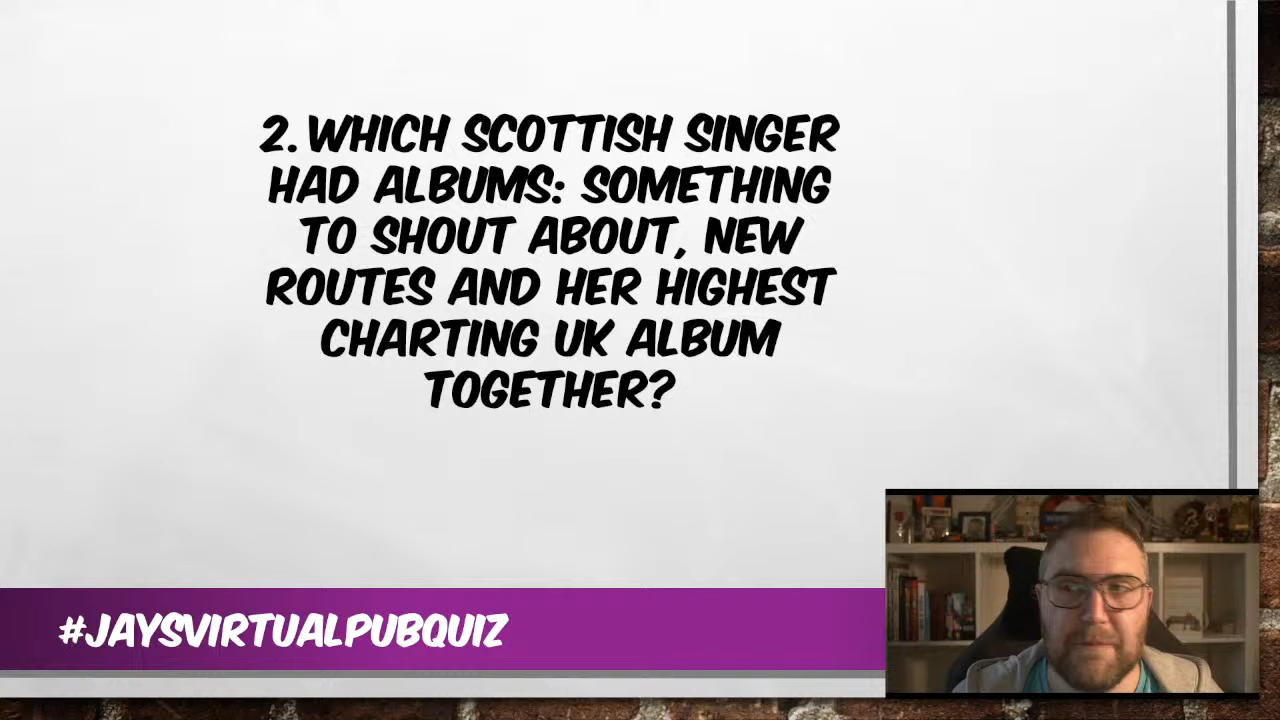 2. WHICH SCOTTISH SINGER
HAD ALBUMS: SOMETHING
TO SHOUT ABOUT, NEW
ROUTES AND HER HIGHEST
CHARTING UK ALBUM
TOGETHER?
#JAYSVIRTUALPUBQUIZ